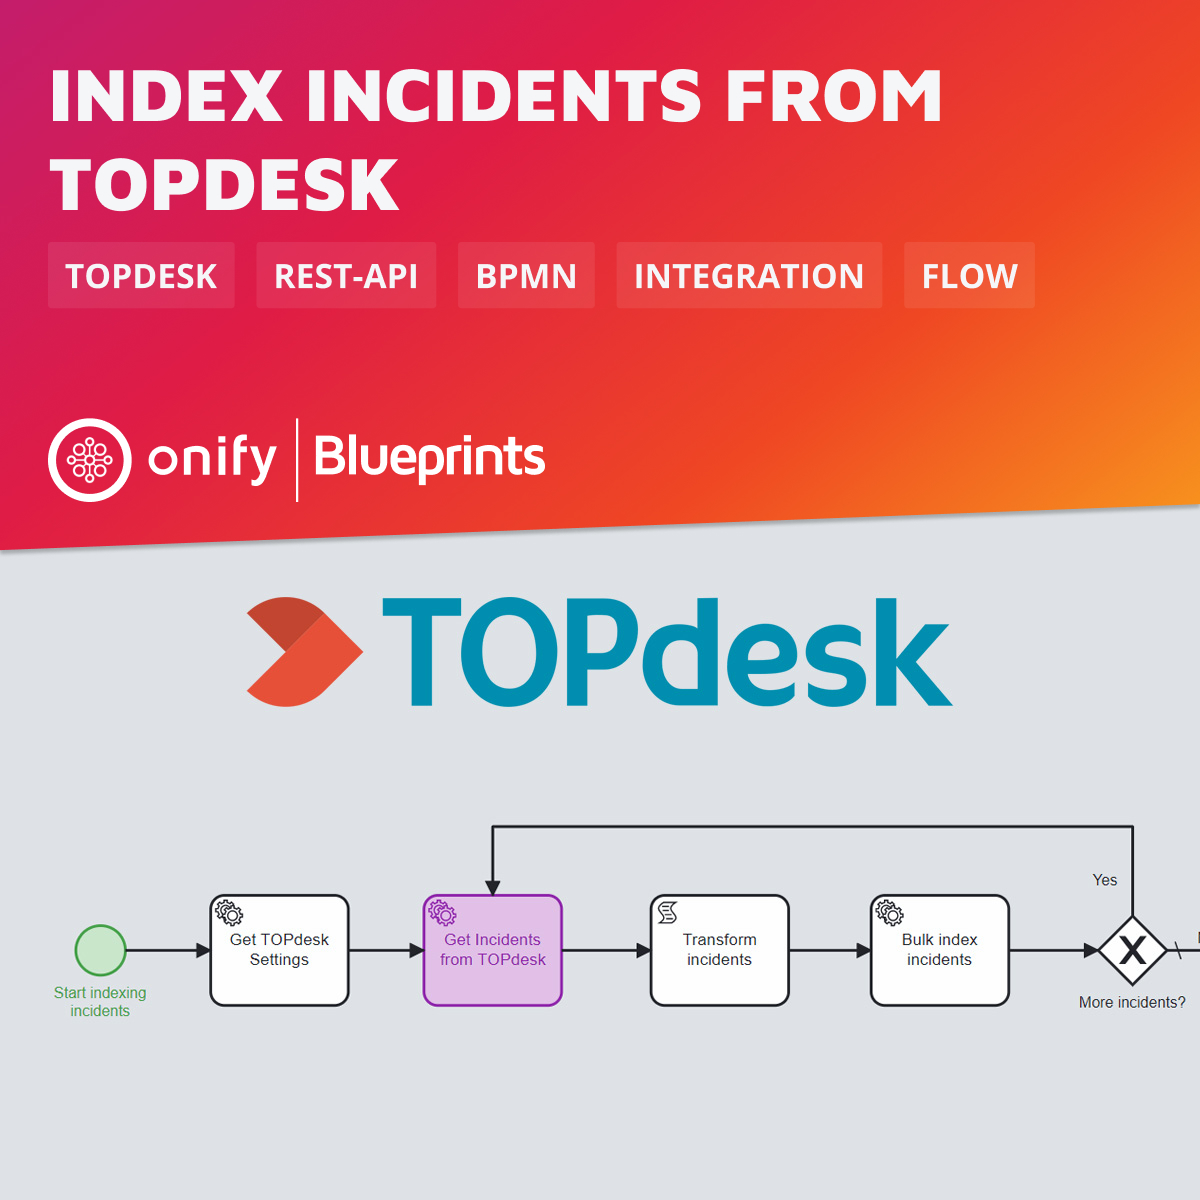 INDEX INCIDENTS FROM
TOPDESK
TOPDESK REST-API BPMN INTEGRATION FLOW
onify Blueprints
TOPdesk
Yes
Get TOPdesk
Settings
Get Incidents
from TOPdesk
Transform
incidents
Bulk index
incidents
X
Start indexing
incidents
More incidents?